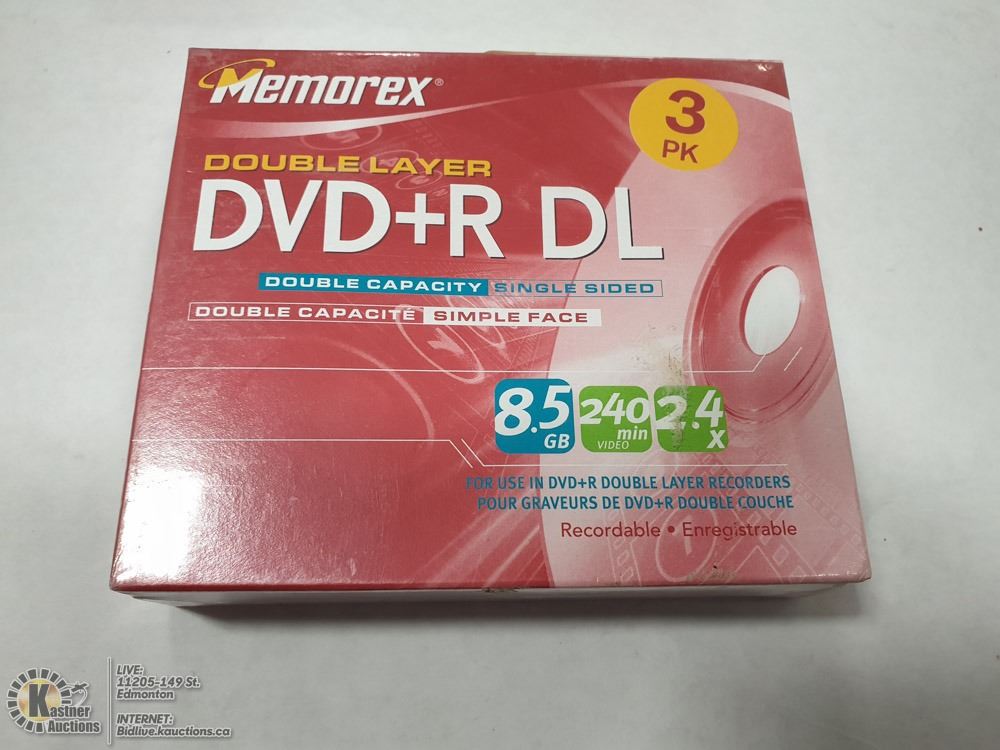 Memorex®
3
PK
DOUBLE LAYER
DVD+R DL
DOUBLE CAPACITY SINGLE SIDED
DOUBLE CAPACITÉ SIMPLE FACE
8.5 GB
240 min VIDEO
2.4 X
FOR USE IN DVD+R DOUBLE LAYER RECORDERS
POUR GRAVEURS DE DVD+R DOUBLE COUCHE
Recordable • Enregistrable
Kastner
Auctions
LIVE:
11205-149 St.
Edmonton
INTERNET:
Bidlive.kauctions.ca